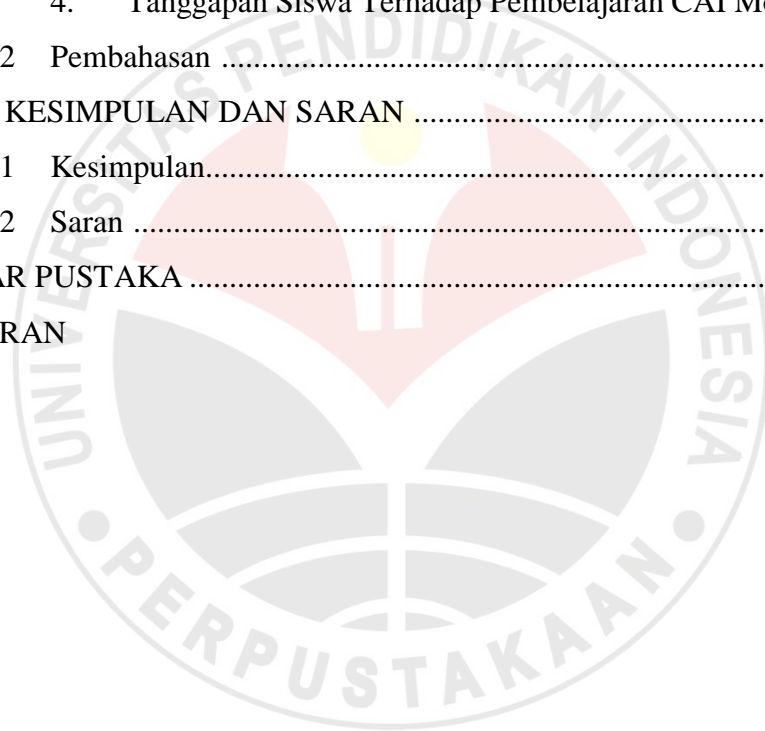 4. Tanggapan Siswa Terhadap Pembelajaran CAI M
2 Pembahasan ........................................................................
KESIMPULAN DAN SARAN ..............................................
1 Kesimpulan..........................................................................
2 Saran ...................................................................................
AR PUSTAKA ............................................................................
RAN
UNIVERSITAS PENDIDIKAN INDONESIA
PERPUSTAKAAN